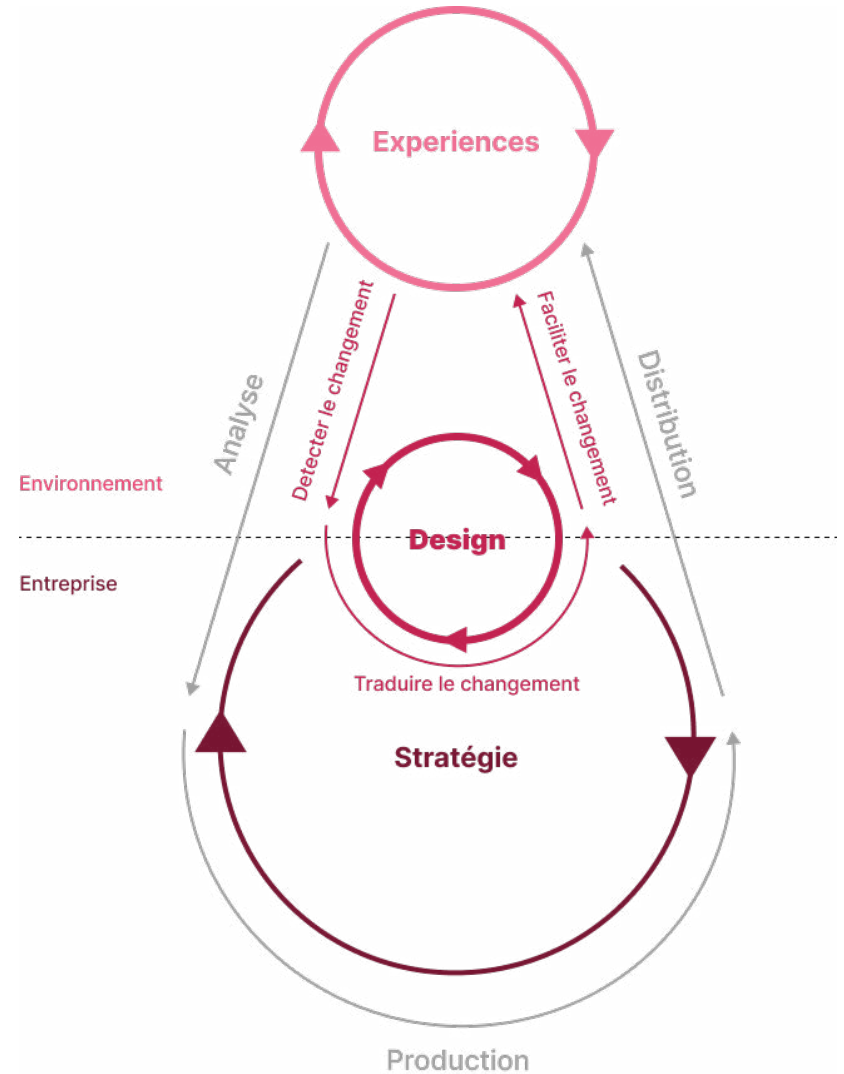 Experiences
Detecter le changement
Faciliter le changement
Analyse
Distribution
Environnement
Design
Entreprise
Traduire le changement
Stratégie
Production